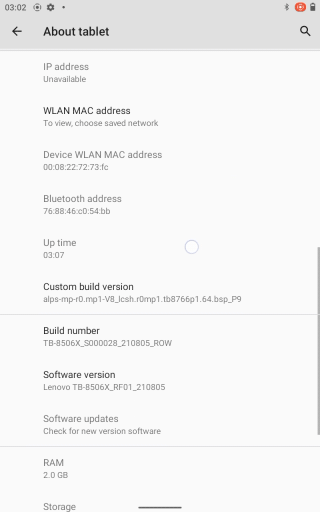 03:02
About tablet
IP address
Unavailable
WLAN MAC address
To view, choose saved network
Device WLAN MAC address
00:08:22:72:73:fc
Bluetooth address
76:88:46:c0:54:bb
Up time
03:07
Custom build version
alps-mp-r0.mp1-V8_lcsh.r0mp1.tb8766p1.64.bsp_P9
Build number
TB-8506X_S000028_210805_ROW
Software version
Lenovo TB-8506X_RF01_210805
Software updates
Check for new version software
RAM
2.0 GB
Storage